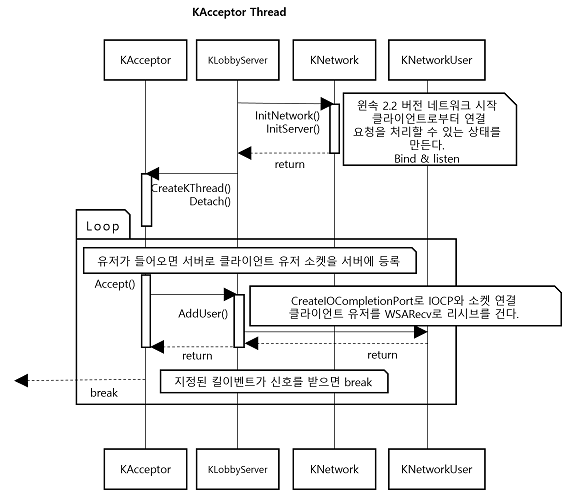 KAcceptor Thread
KAcceptor
KLobbyServer
KNetwork
KNetworkUser
InitNetwork()
InitServer()
윈속 2.2 버전 네트워크 시작
클라이언트로부터 연결
요청을 처리할 수 있는 상태를
만든다.
Bind & listen
return
CreateKThread()
Detach()
Loop
유저가 들어오면 서버로 클라이언트 유저 소켓을 서버에 등록
Accept()
AddUser()
CreateIOCompletionPort로 IOCP와 소켓 연결
클라이언트 유저를 WSARecv로 리시브를 건다.
return
return
지정된 킬이벤트가 신호를 받으면 break
break
KAcceptor
KLobbyServer
KNetwork
KNetworkUser